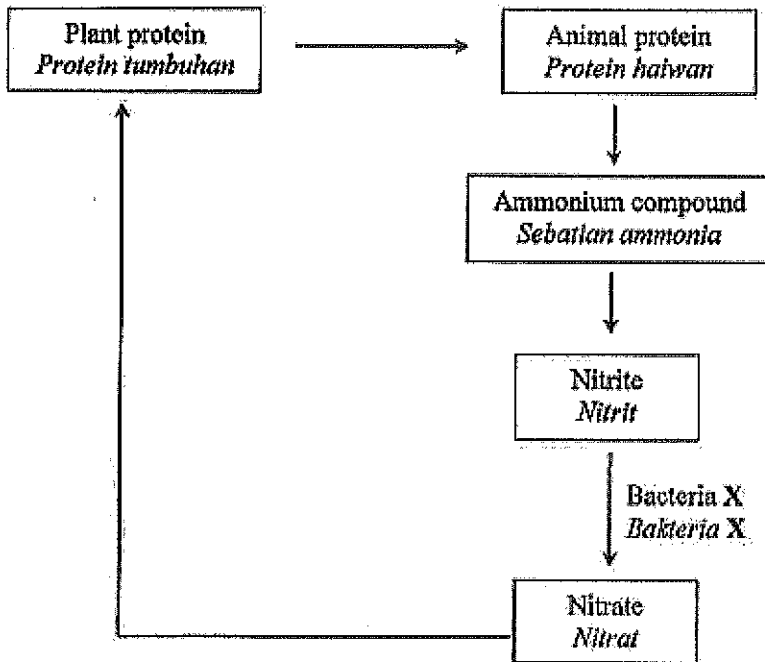 Plant protein
Protein tumbuhan
Animal protein
Protein haiwan
Ammonium compound
Sebatian ammonia
Nitrite
Nitrit
Bacteria X
Bakteria X
Nitrate
Nitrat